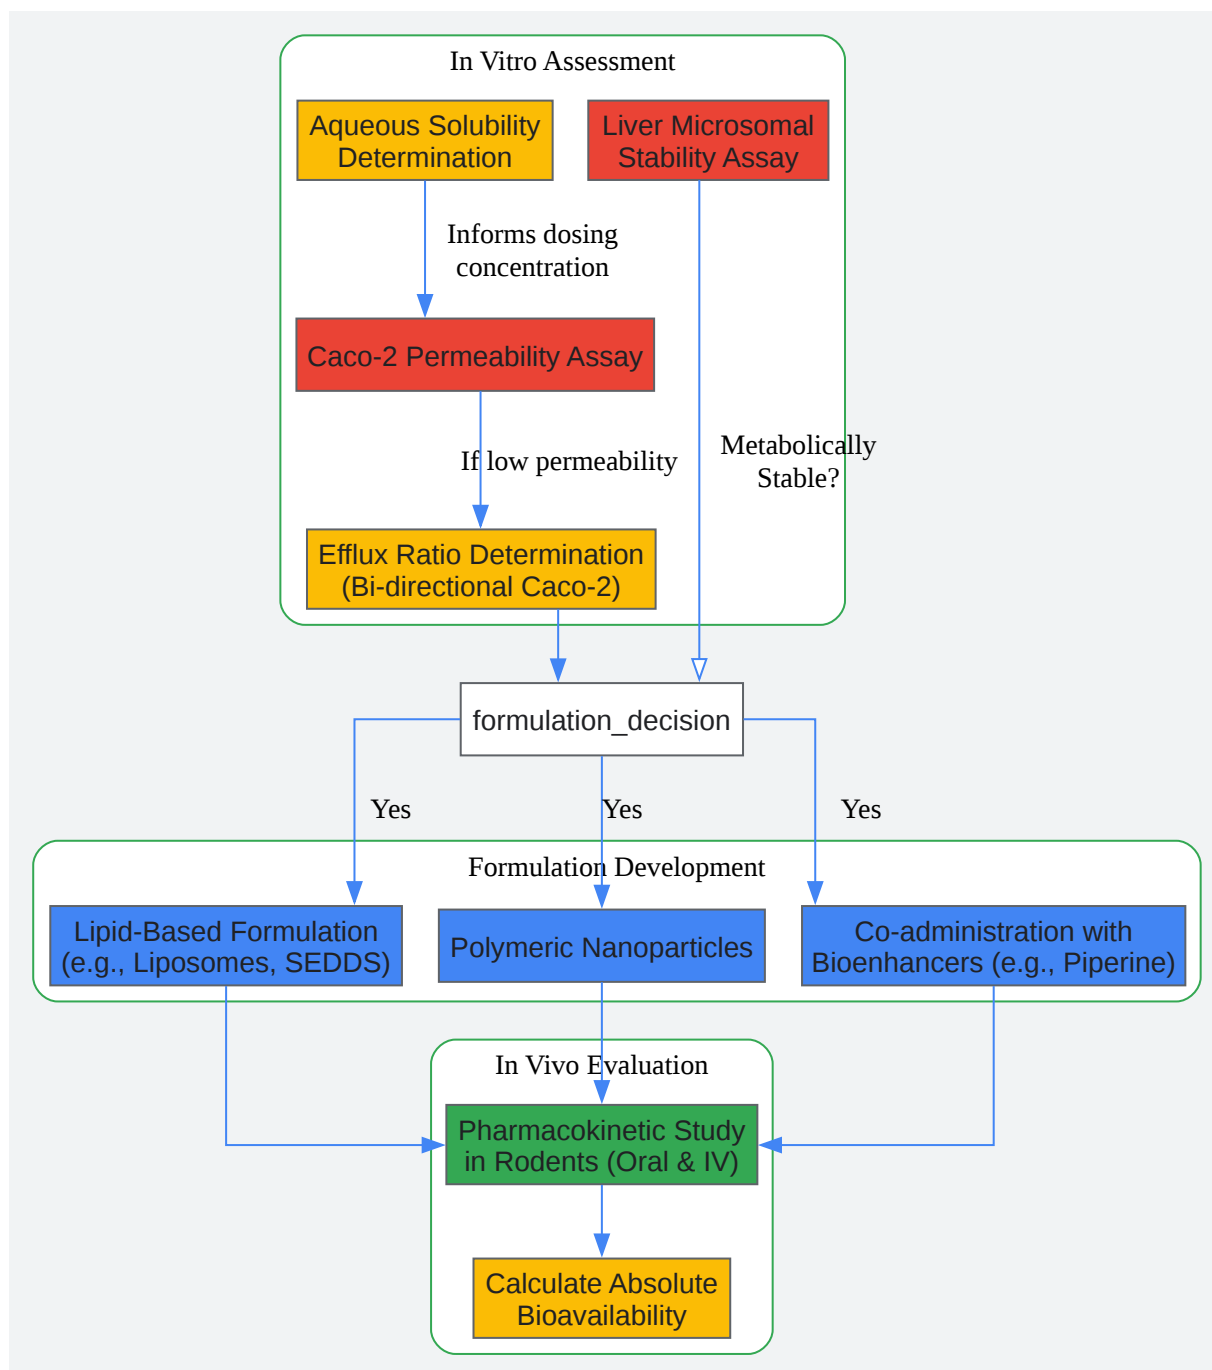 In Vitro Assessment
Aqueous Solubility
Determination
Liver Microsomal
Stability Assay
Informs dosing
concentration
Caco-2 Permeability Assay
If low permeability
Metabolically
Stable?
Efflux Ratio Determination
(Bi-directional Caco-2)
formulation_decision
Yes
Yes
Yes
Formulation Development
Lipid-Based Formulation
(e.g., Liposomes, SEDDS)
Polymeric Nanoparticles
Co-administration with
Bioenhancers (e.g., Piperine)
In Vivo Evaluation
Pharmacokinetic Study
in Rodents (Oral & IV)
Calculate Absolute
Bioavailability